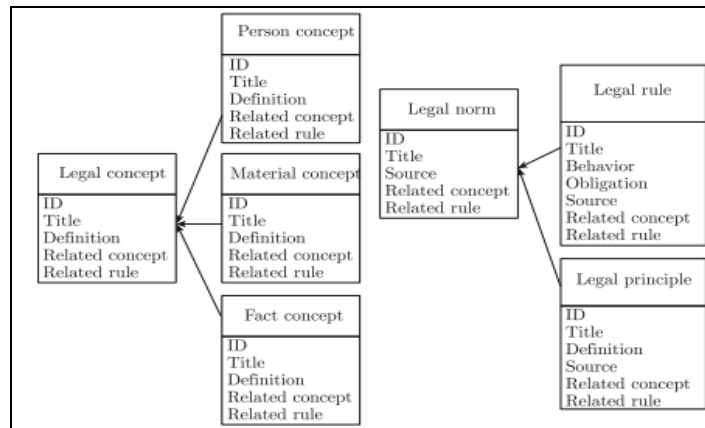 Person concept
ID
Title
Definition
Related concept
Related rule
Legal concept
ID
Title
Definition
Related concept
Related rule
Material concept
ID
Title
Definition
Related concept
Related rule
Fact concept
ID
Title
Definition
Related concept
Related rule
Legal norm
ID
Title
Source
Related concept
Related rule
Legal rule
ID
Title
Behavior
Obligation
Source
Related concept
Related rule
Legal principle
ID
Title
Definition
Source
Related concept
Related rule